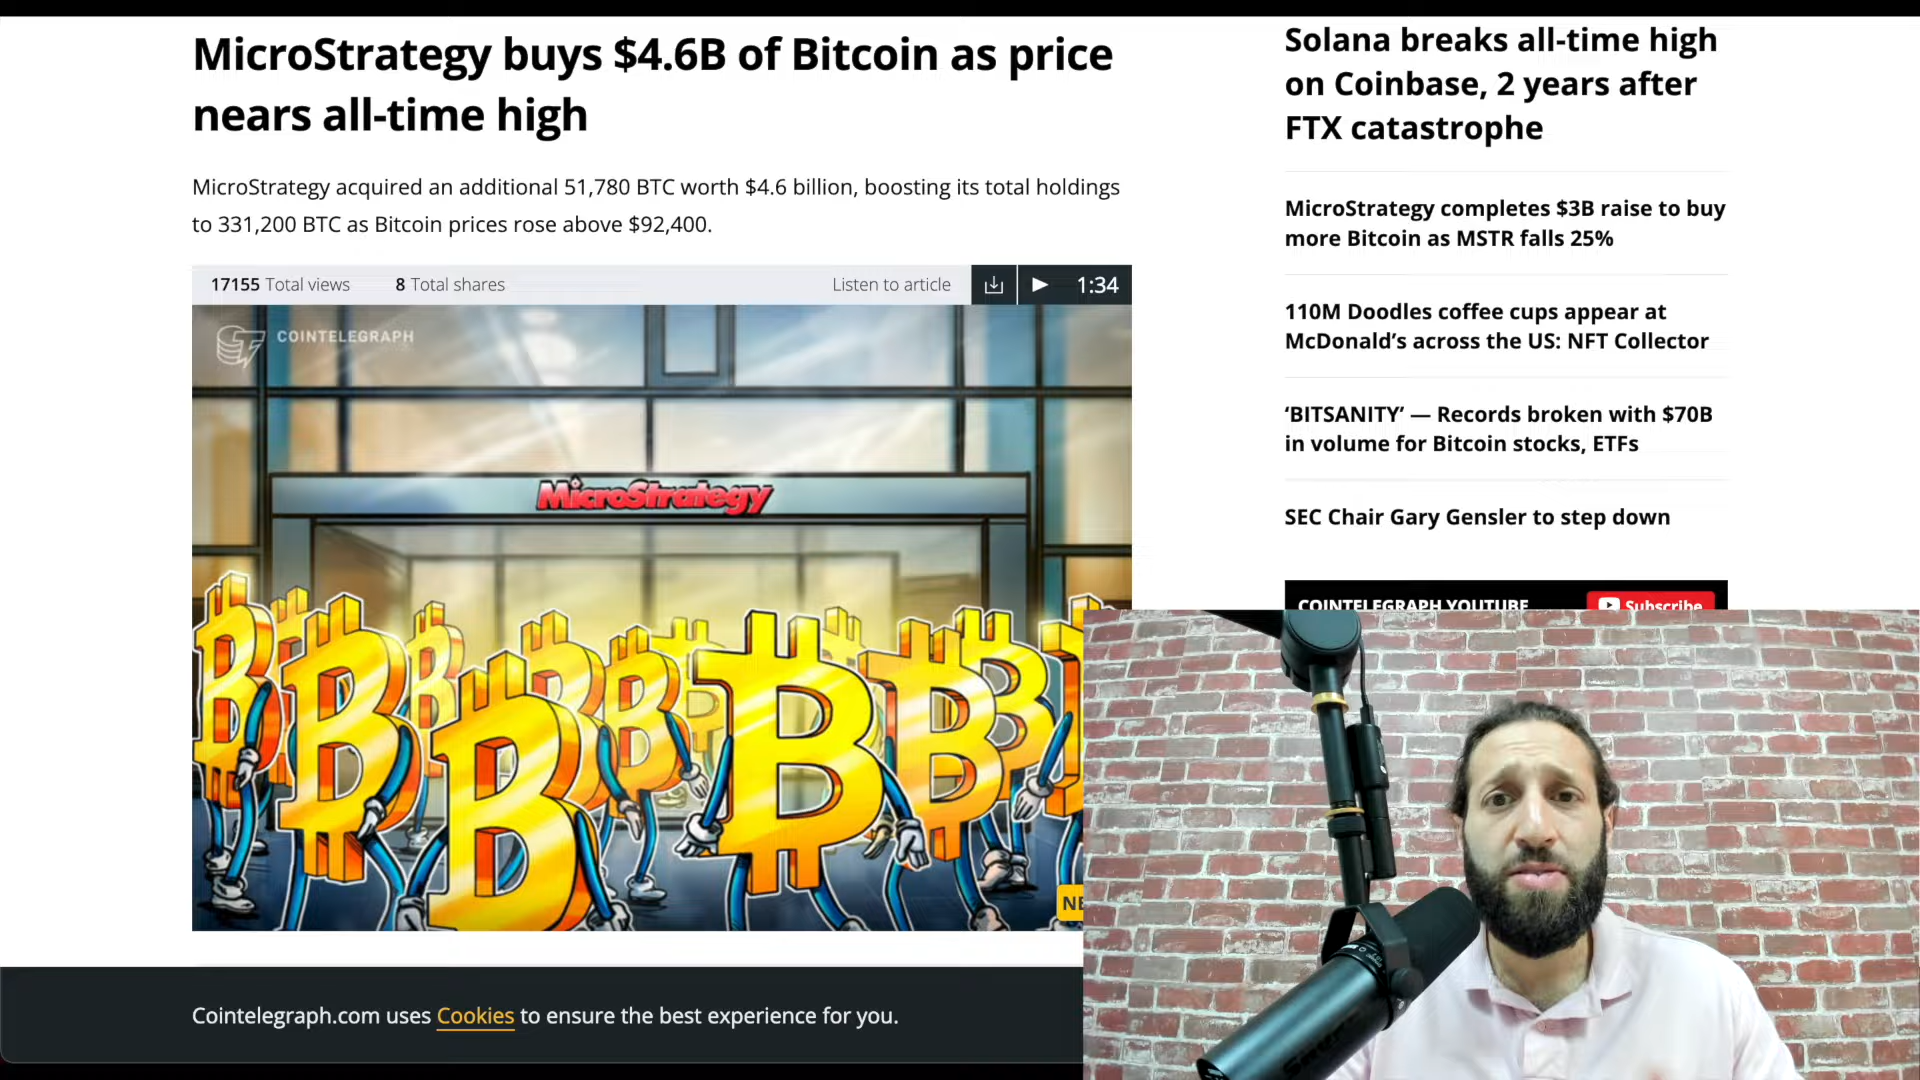 MicroStrategy buys $4.6B of Bitcoin as price
nears all-time high
MicroStrategy acquired an additional 51,780 BTC worth $4.6 billion, boosting its total holdings
to 331,200 BTC as Bitcoin prices rose above $92,400.
17155 Total views 8 Total shares Listen to article 1:34
COINTELEGRAPH
MicroStrategy
NE
Cointelegraph.com uses Cookies to ensure the best experience for you.
Solana breaks all-time high
on Coinbase, 2 years after
FTX catastrophe
MicroStrategy completes $3B raise to buy
more Bitcoin as MSTR falls 25%
110M Doodles coffee cups appear at
McDonald’s across the US: NFT Collector
‘BITSANITY’ — Records broken with $70B
in volume for Bitcoin stocks, ETFs
SEC Chair Gary Gensler to step down
COINTELEGRAPH YOUTUBE Subscribe